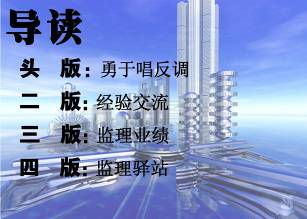 导读
头 版：勇于唱反调
二 版：经验交流
三 版：监理业绩
四 版：监理驿站